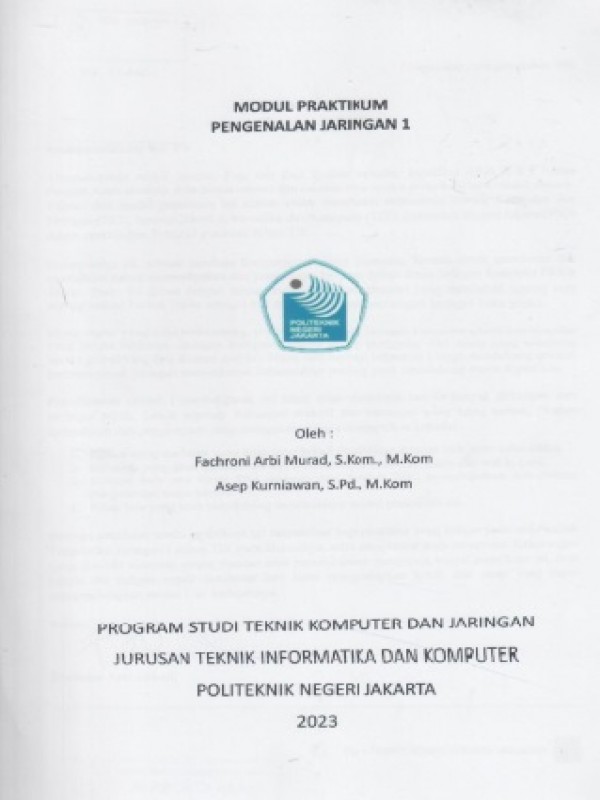 MODUL PRAKTIKUM
PENGENALAN JARINGAN 1
POLITEKNIK
NEGERI
JAKARTA
Oleh :
Fachroni Arbi Murad, S.Kom., M.Kom
Asep Kurniawan, S.Pd., M.Kom
PROGRAM STUDI TEKNIK KOMPUTER DAN JARINGAN
JURUSAN TEKNIK INFORMATIKA DAN KOMPUTER
POLITEKNIK NEGERI JAKARTA
2023